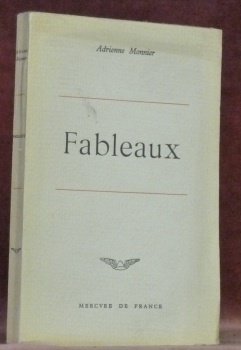 Adrienne Monnier
Fableaux
MERCVRE DE FRANCE